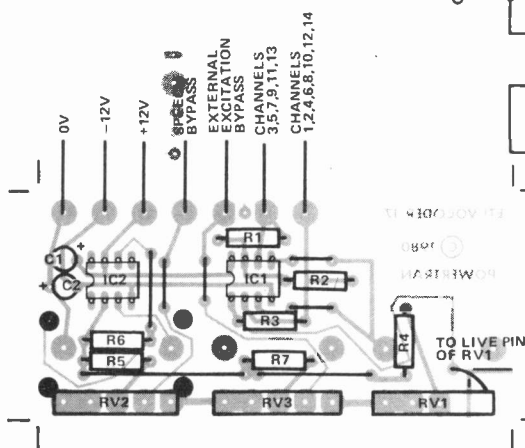 0V
-12V
+12V
BYPASS
EXTERNAL
EXCITATION
BYPASS
CHANNELS
3,5,7,9,11,13
CHANNELS
1,2,4,6,8,10,12,14
R1
C1
+
IC2
IC1
R2
+
C2
R3
R6
R4
TO LIVE PIN
OF RV1
R5
R7
RV2
RV3
RV1